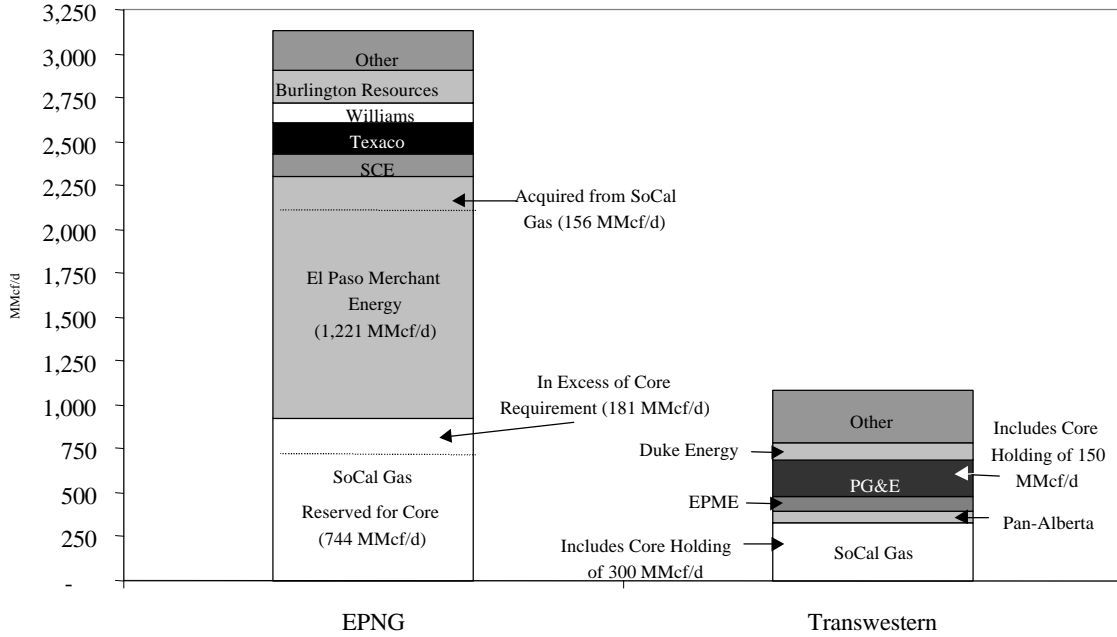 3,250
3,000
2,750
2,500
2,250
2,000
1,750
1,500
1,250
1,000
750
500
250
-
MMcf/d
Other
Burlington Resources
Williams
Texaco
SCE
Acquired from SoCal
Gas (156 MMcf/d)
El Paso Merchant
Energy
(1,221 MMcf/d)
In Excess of Core
Requirement (181 MMcf/d)
SoCal Gas
Reserved for Core
(744 MMcf/d)
Other
Duke Energy
Includes Core
Holding of 150
MMcf/d
PG&E
EPME
Pan-Alberta
Includes Core Holding
of 300 MMcf/d
SoCal Gas
EPNG
Transwestern